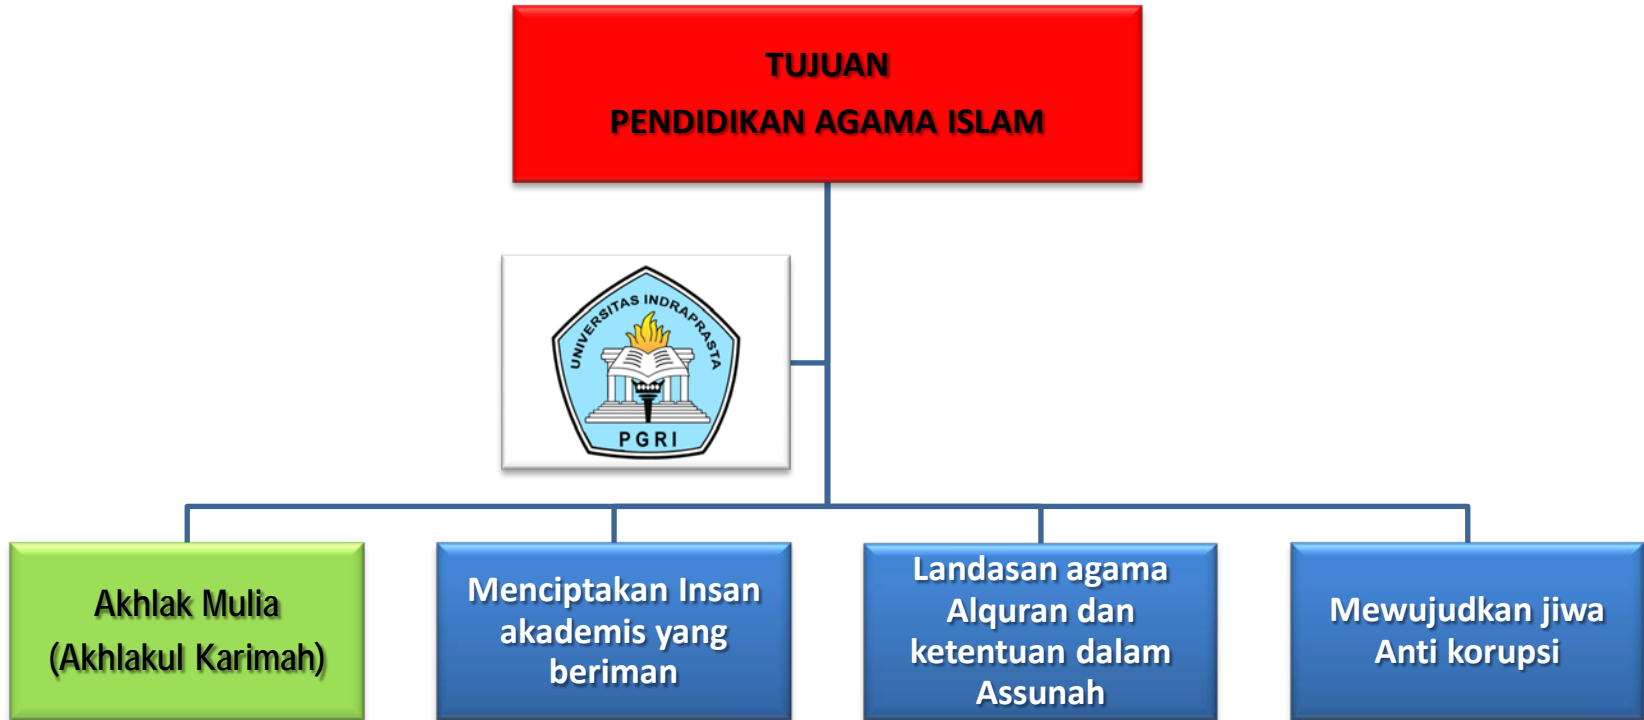 TUJUAN
PENDIDIKAN AGAMA ISLAM
UNIVERSITAS INDRAPRASTA
PGRI
Akhlak Mulia
(Akhlakul Karimah)
Menciptakan Insan
akademis yang
beriman
Landasan agama
Alquran dan
ketentuan dalam
Assunah
Mewujudkan jiwa
Anti korupsi